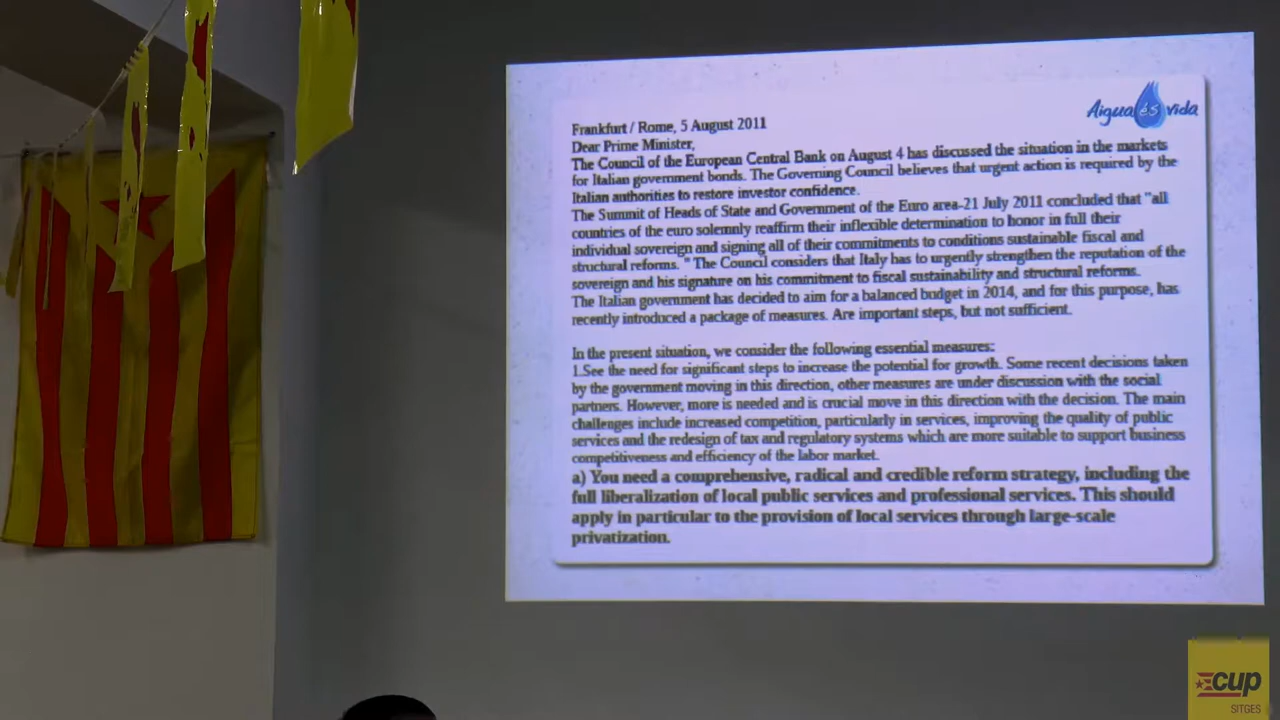 Aigua és vida
Frankfurt / Rome, 5 August 2011
Dear Prime Minister,
The Council of the European Central Bank on August 4 has discussed the situation in the markets
for Italian government bonds. The Governing Council believes that urgent action is required by the
Italian authorities to restore investor confidence.
The Summit of Heads of State and Government of the Euro area-21 July 2011 concluded that "all
countries of the euro solemnly reaffirm their inflexible determination to honor in full their
individual sovereign and signing all of their commitments to conditions sustainable fiscal and
structural reforms. " The Council considers that Italy has to urgently strengthen the reputation of the
sovereign and his signature on his commitment to fiscal sustainability and structural reforms.
The Italian government has decided to aim for a balanced budget in 2014, and for this purpose, has
recently introduced a package of measures. Are important steps, but not sufficient.
In the present situation, we consider the following essential measures:
1.See the need for significant steps to increase the potential for growth. Some recent decisions taken
by the government moving in this direction, other measures are under discussion with the social
partners. However, more is needed and is crucial move in this direction with the decision. The main
challenges include increased competition, particularly in services, improving the quality of public
services and the redesign of tax and regulatory systems which are more suitable to support business
competitiveness and efficiency of the labor market.
a) You need a comprehensive, radical and credible reform strategy, including the
full liberalization of local public services and professional services. This should
apply in particular to the provision of local services through large-scale
privatization.
cup
SITGES